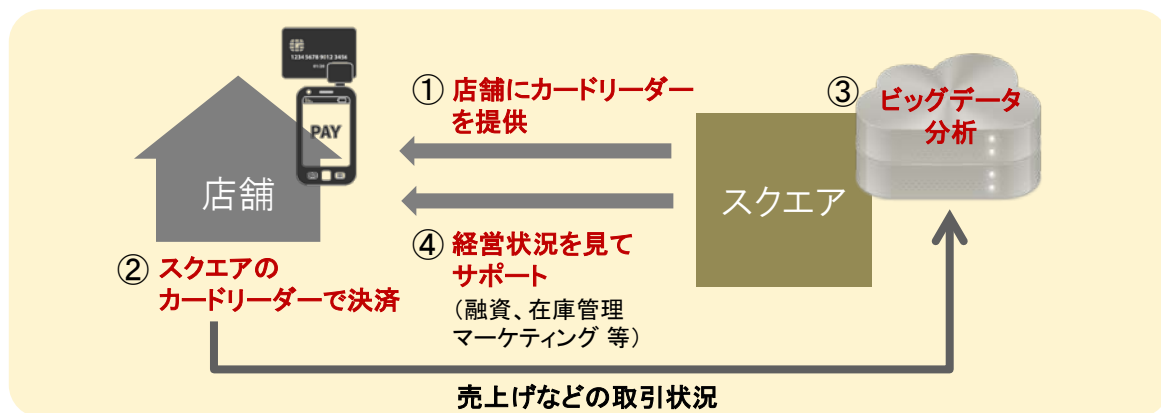 1234 5678 9012 3456
PAY
店舗
① 店舗にカードリーダー
を提供
② スクエアの
カードリーダーで決済
③ ビッグデータ
分析
スクエア
④ 経営状況を見て
サポート
（融資、在庫管理
マーケティング 等）
売上げなどの取引状況